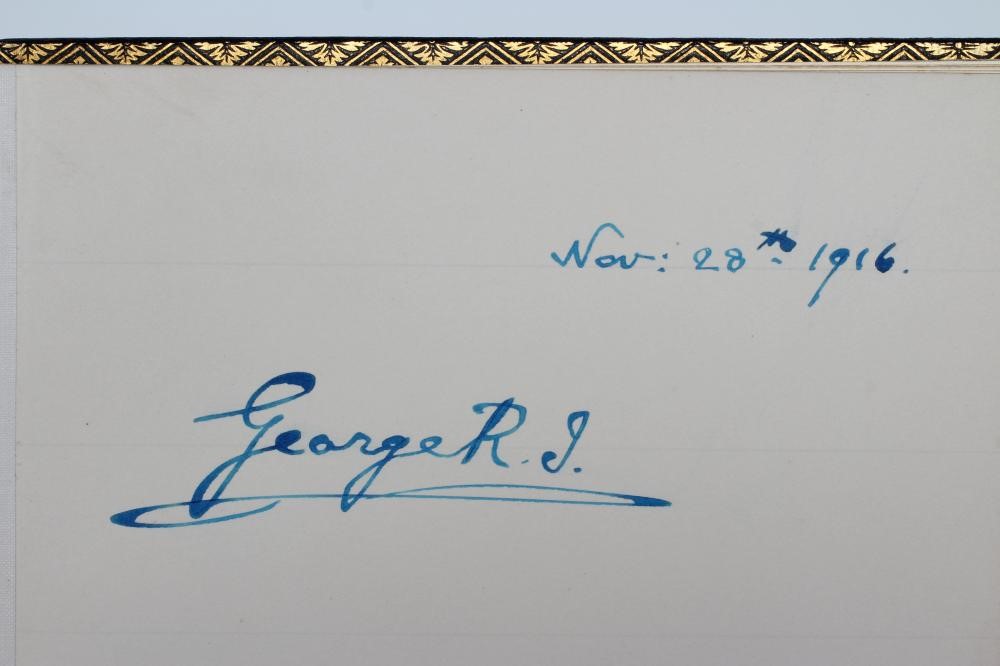 Nov: 28th 1916.
George R. I.